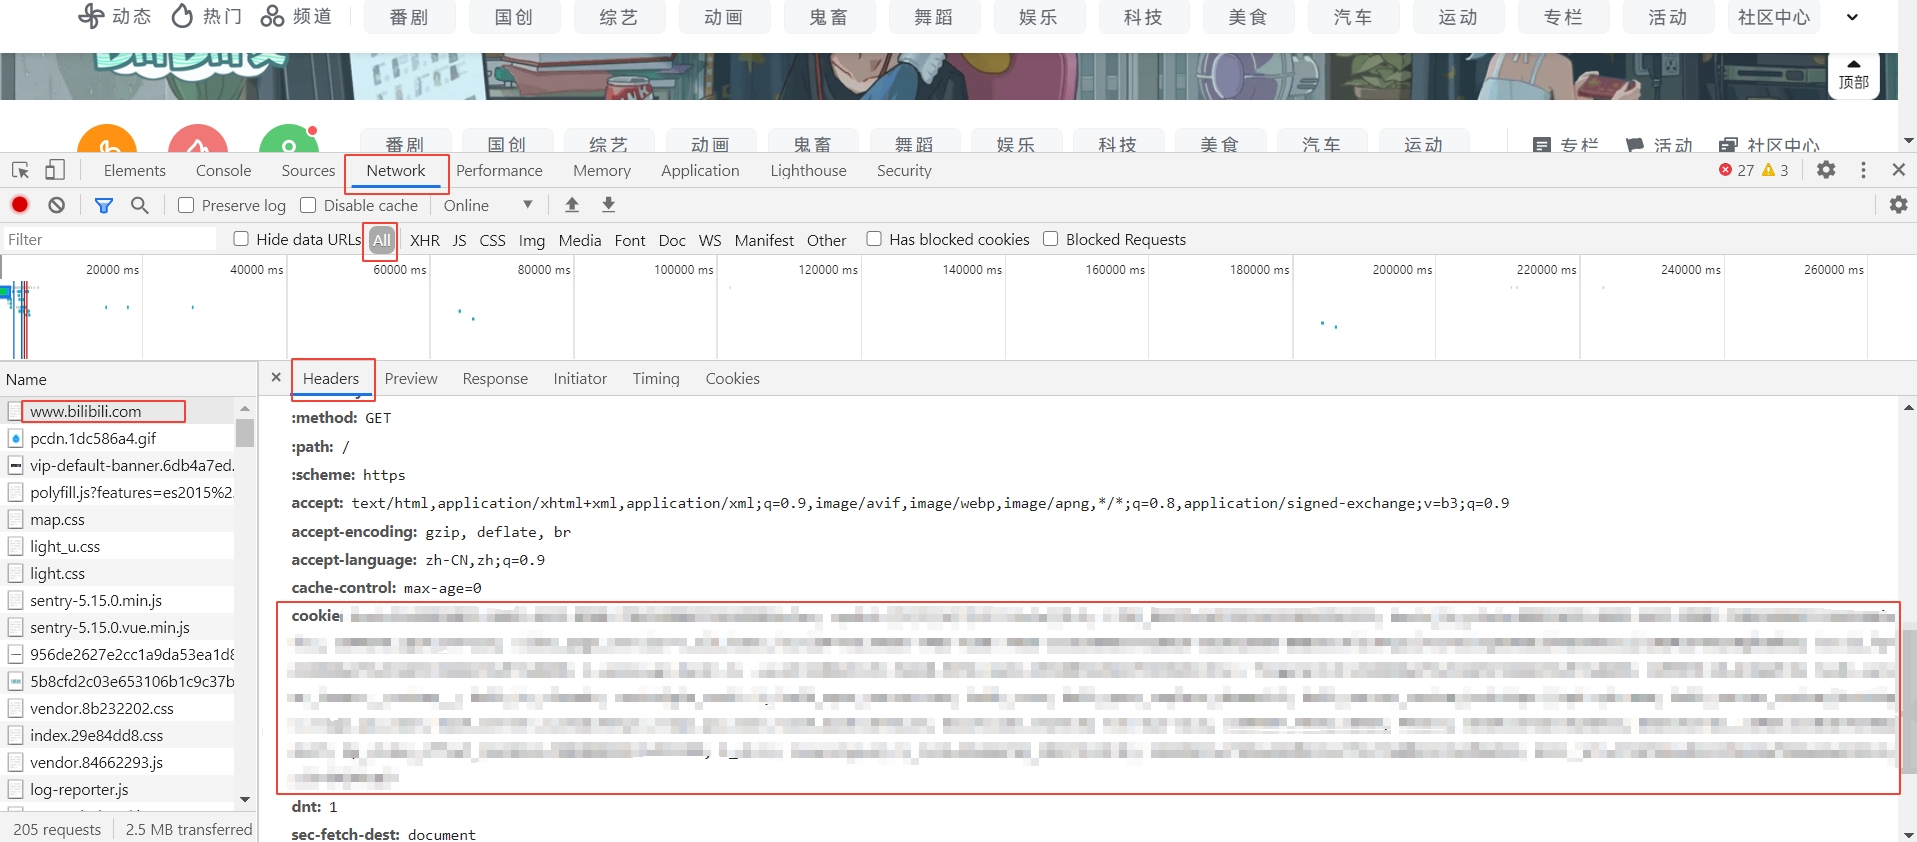 动态 热门 频道 番剧 国创 综艺 动画 鬼畜 舞蹈 娱乐 科技 美食 汽车 运动 专栏 活动 社区中心
顶部
番剧 国创 综艺 动画 鬼畜 舞蹈 娱乐 科技 美食 汽车 运动 专栏 活动 社区中心
Elements Console Sources Network Performance Memory Application Lighthouse Security 27 3
Preserve log Disable cache Online
Filter Hide data URLs All XHR JS CSS Img Media Font Doc WS Manifest Other Has blocked cookies Blocked Requests
20000 ms 40000 ms 60000 ms 80000 ms 100000 ms 120000 ms 140000 ms 160000 ms 180000 ms 200000 ms 220000 ms 240000 ms 260000 ms
Name
www.bilibili.com
pcdn.1dc586a4.gif
vip-default-banner.6db4a7ed.
polyfill.js?features=es2015%2
map.css
light_u.css
light.css
sentry-5.15.0.min.js
sentry-5.15.0.vue.min.js
956de2627e2cc1a9da53ea1d8
5b8cfd2c03e653106b1c9c37b
vendor.8b232202.css
index.29e84dd8.css
vendor.84662293.js
log-reporter.js
205 requests 2.5 MB transferred
Headers Preview Response Initiator Timing Cookies
:method: GET
:path: /
:scheme: https
accept: text/html,application/xhtml+xml,application/xml;q=0.9,image/avif,image/webp,image/apng,*/*;q=0.8,application/signed-exchange;v=b3;q=0.9
accept-encoding: gzip, deflate, br
accept-language: zh-CN,zh;q=0.9
cache-control: max-age=0
cookie:
dnt: 1
sec-fetch-dest: document